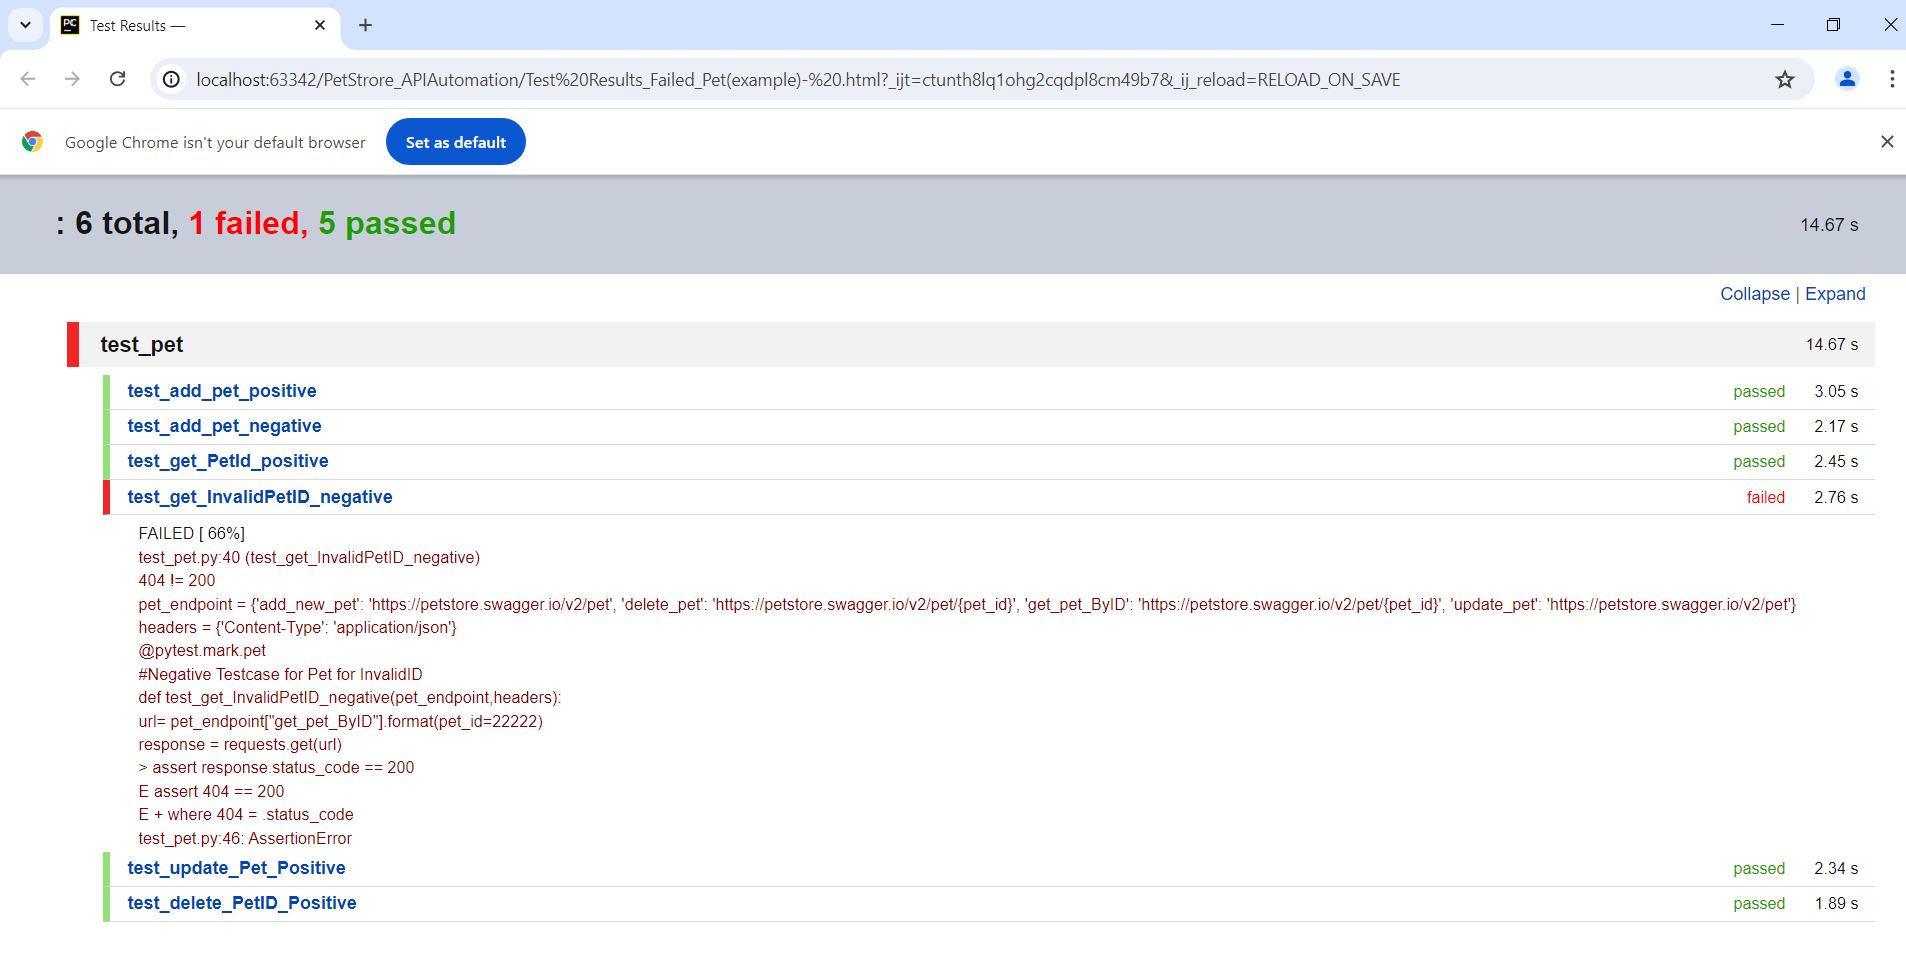 PC
Test Results —
localhost:63342/PetStrore_APIAutomation/Test%20Results_Failed_Pet(example)-%20.html?_ijt=ctunth8lq1ohg2cqdpl8cm49b7&_ij_reload=RELOAD_ON_SAVE
Google Chrome isn't your default browser Set as default
: 6 total, 1 failed, 5 passed 14.67 s
Collapse | Expand
test_pet 14.67 s
test_add_pet_positive passed 3.05 s
test_add_pet_negative passed 2.17 s
test_get_PetId_positive passed 2.45 s
test_get_InvalidPetID_negative failed 2.76 s
FAILED [ 66%]
test_pet.py:40 (test_get_InvalidPetID_negative)
404 != 200
pet_endpoint = {'add_new_pet': 'https://petstore.swagger.io/v2/pet', 'delete_pet': 'https://petstore.swagger.io/v2/pet/{pet_id}', 'get_pet_ByID': 'https://petstore.swagger.io/v2/pet/{pet_id}', 'update_pet': 'https://petstore.swagger.io/v2/pet'}
headers = {'Content-Type': 'application/json'}
@pytest.mark.pet
#Negative Testcase for Pet for InvalidID
def test_get_InvalidPetID_negative(pet_endpoint,headers):
url= pet_endpoint["get_pet_ByID"].format(pet_id=22222)
response = requests.get(url)
> assert response.status_code == 200
E assert 404 == 200
E + where 404 = .status_code
test_pet.py:46: AssertionError
test_update_Pet_Positive passed 2.34 s
test_delete_PetID_Positive passed 1.89 s